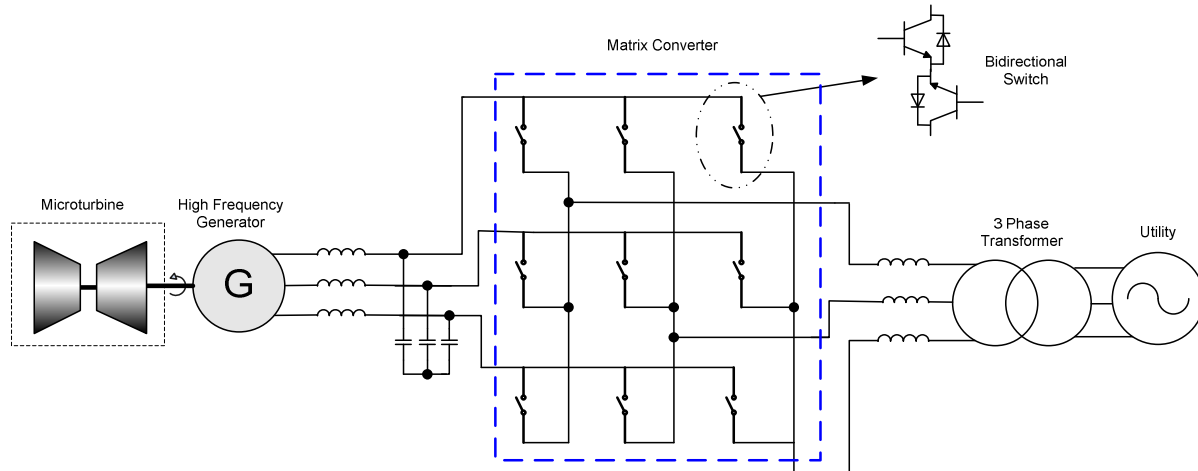 Matrix Converter
Bidirectional
Switch
Microturbine
High Frequency
Generator
G
3 Phase
Transformer
Utility